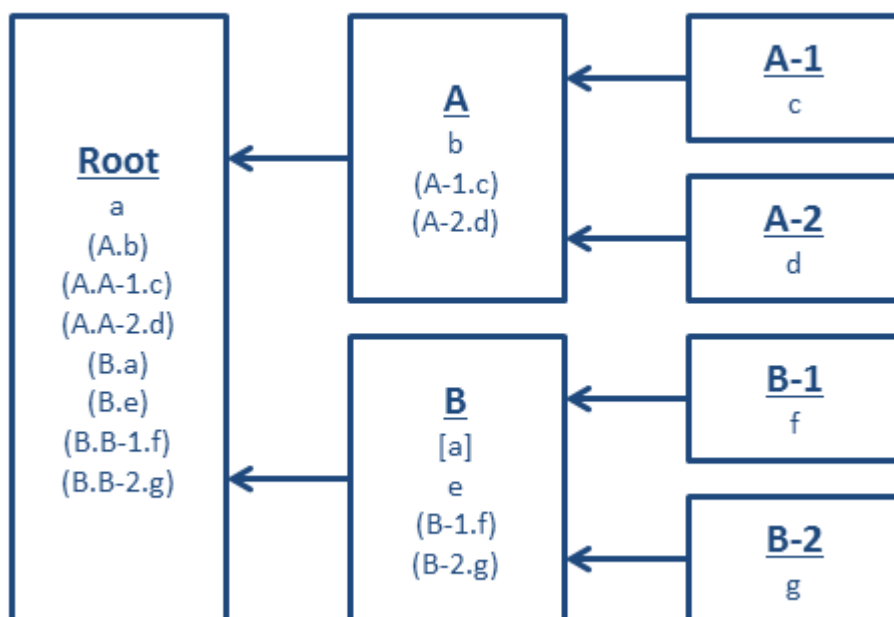 Root
a
(A.b)
(A.A-1.c)
(A.A-2.d)
(B.a)
(B.e)
(B.B-1.f)
(B.B-2.g)
A
b
(A-1.c)
(A-2.d)
B
[a]
e
(B-1.f)
(B-2.g)
A-1
c
A-2
d
B-1
f
B-2
g